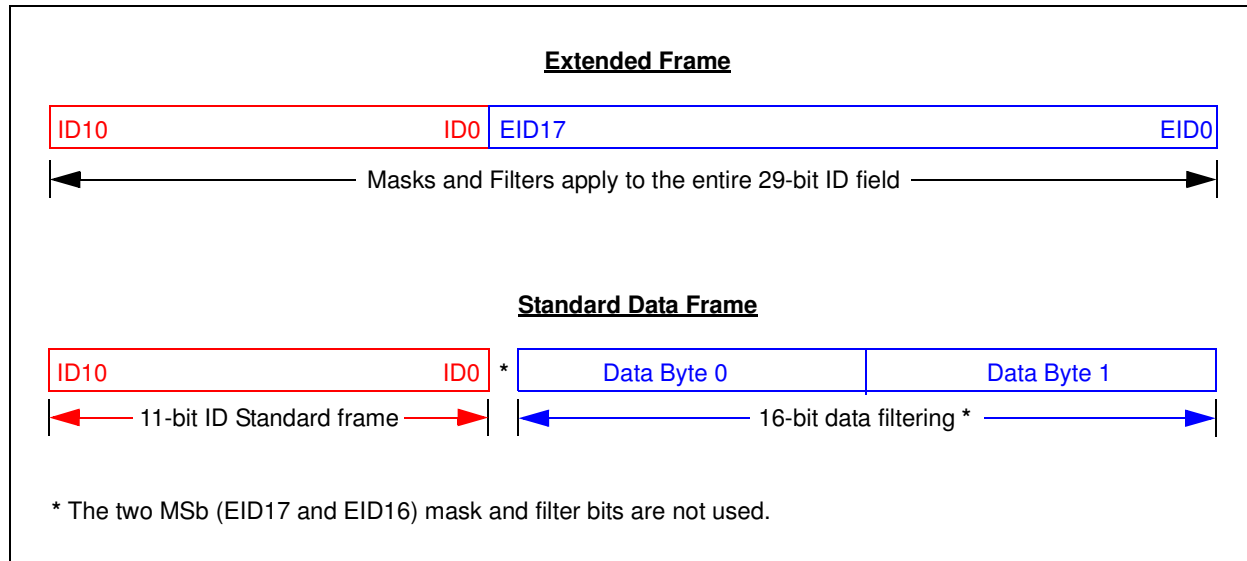 Extended Frame
ID10 ID0 EID17 EID0
Masks and Filters apply to the entire 29-bit ID field
Standard Data Frame
ID10 ID0 * Data Byte 0 Data Byte 1
11-bit ID Standard frame 16-bit data filtering *
* The two MSb (EID17 and EID16) mask and filter bits are not used.